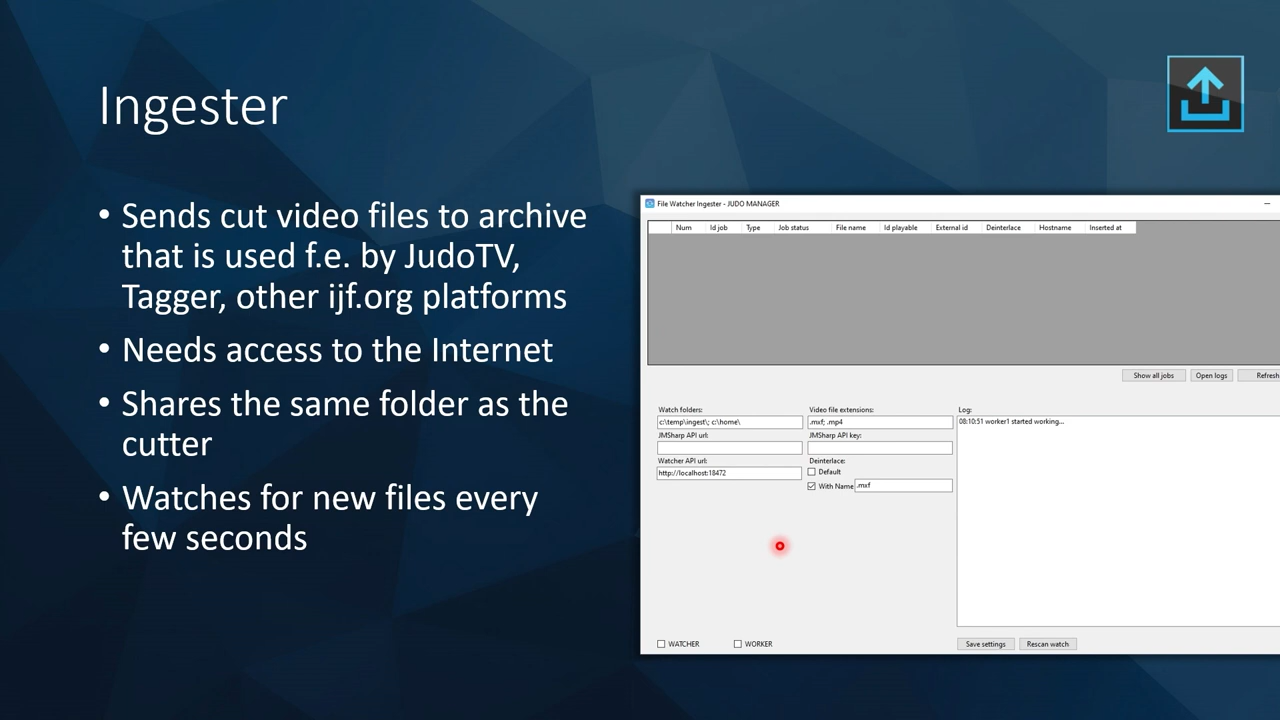 Ingester
• Sends cut video files to archive
that is used f.e. by JudoTV,
Tagger, other ijf.org platforms
• Needs access to the Internet
• Shares the same folder as the
cutter
• Watches for new files every
few seconds
File Watcher Ingester - JUDO MANAGER
Num Id job Type Job status File name Id playable External id Deinterlace Hostname Inserted at
Show all jobs Open logs Refresh
Watch folders: Video file extensions: Log:
c:\temp\ingest\; c:\home\ .mxf; .mp4 08:10:51 worker1 started working...
JMSharp API url: JMSharp API key:
Watcher API url: Deinterlace:
http://localhost:18472 Default
With Name .mxf
WATCHER WORKER Save settings Rescan watch